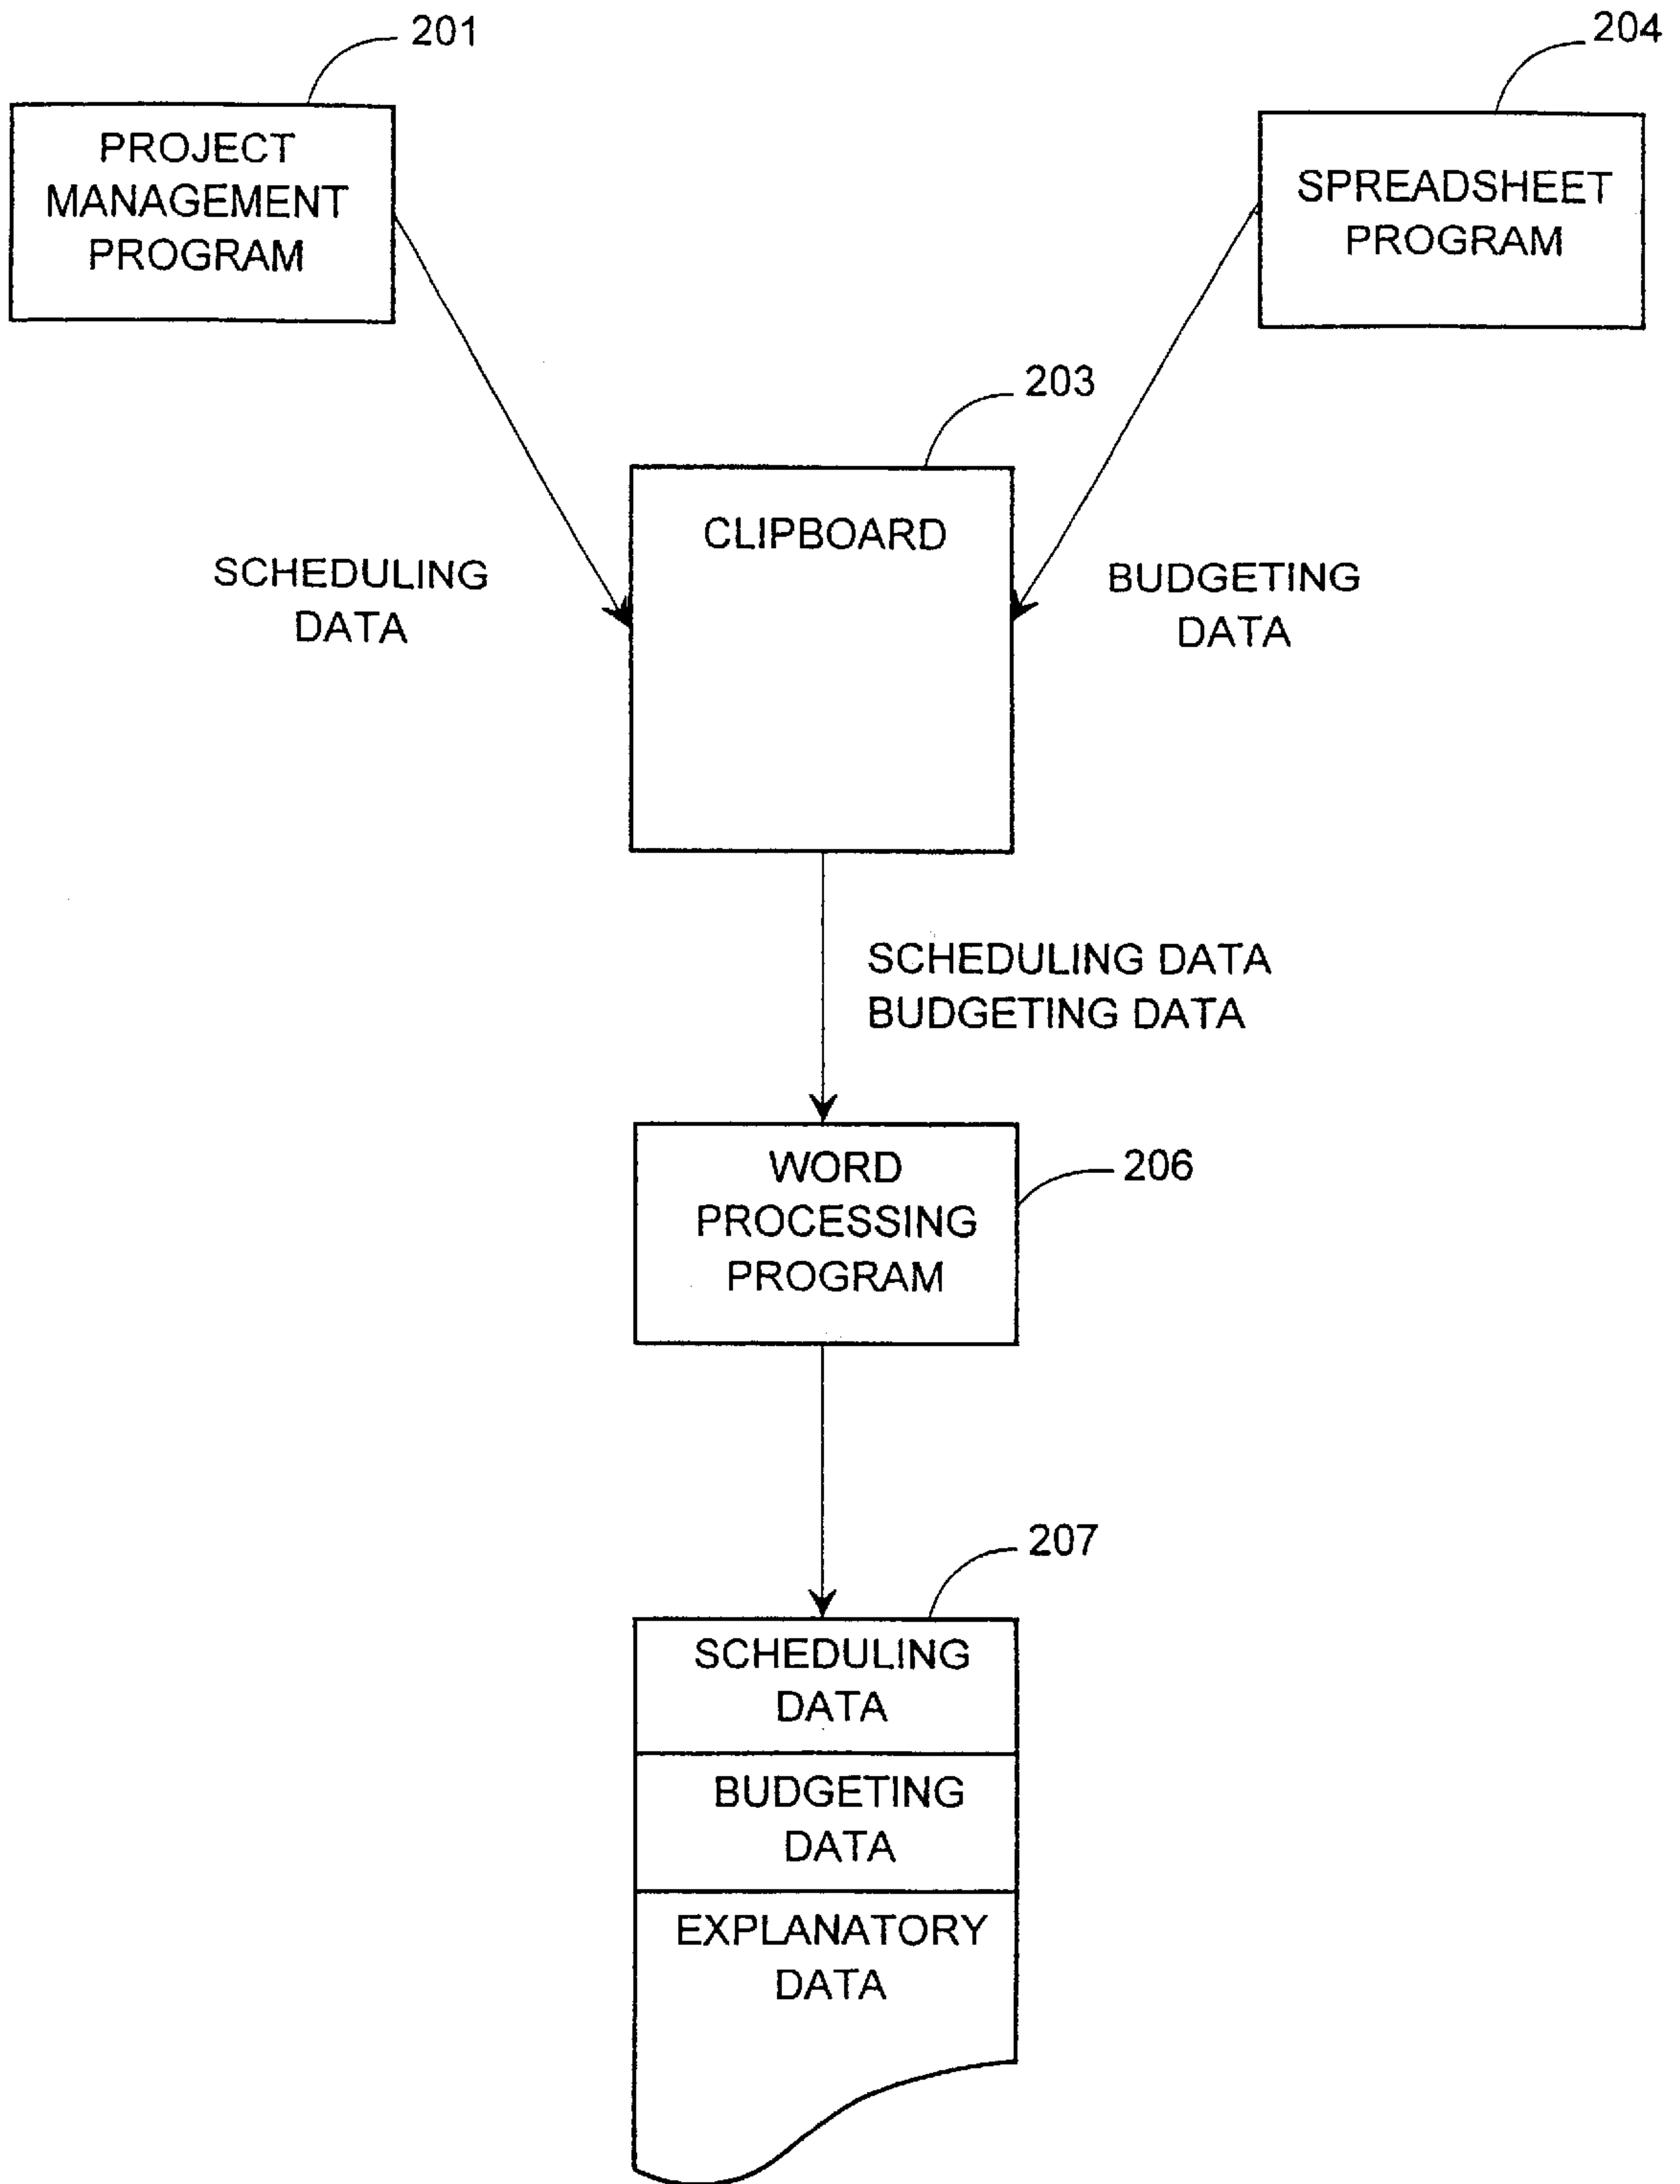 201
PROJECT
MANAGEMENT
PROGRAM
204
SPREADSHEET
PROGRAM
203
CLIPBOARD
SCHEDULING
DATA
BUDGETING
DATA
SCHEDULING DATA
BUDGETING DATA
206
WORD
PROCESSING
PROGRAM
207
SCHEDULING
DATA
BUDGETING
DATA
EXPLANATORY
DATA